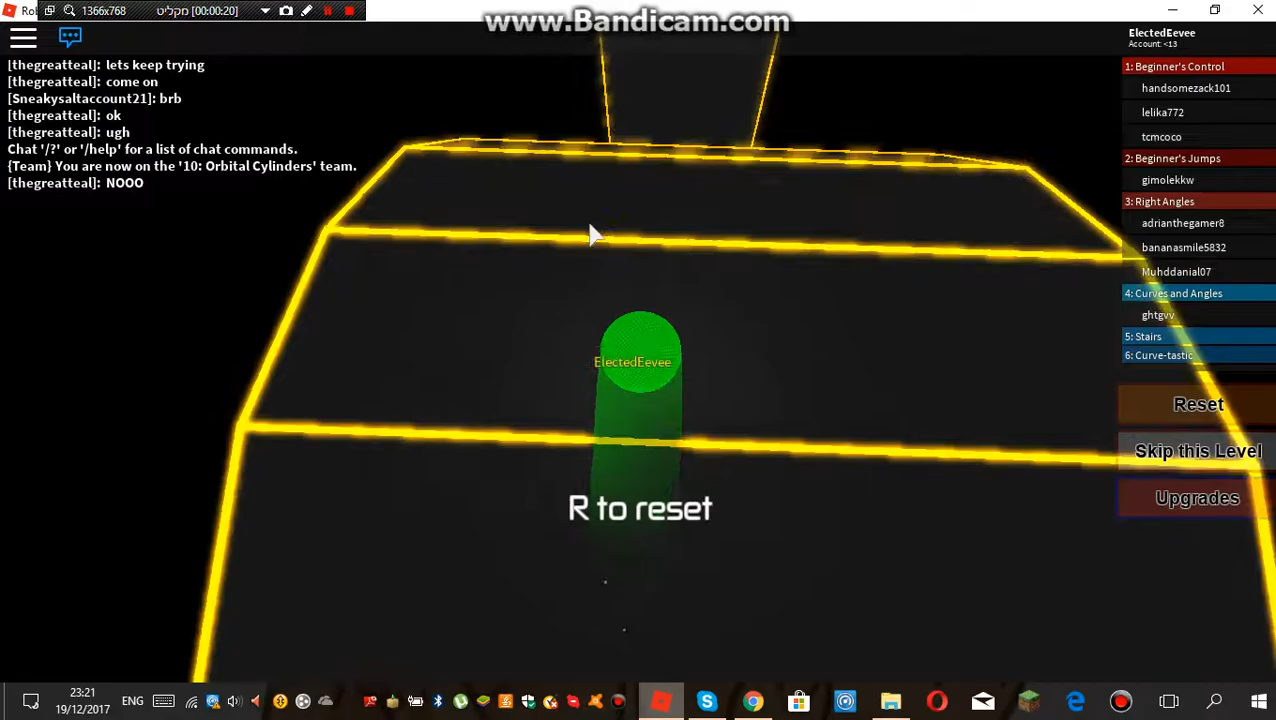 Rob
1366x768
[00:00:20] מקליט
www.Bandicam.com
ElectedEevee
Account: <13
[thegreatteal]: lets keep trying
[thegreatteal]: come on
[Sneakysaltaccount21]: brb
[thegreatteal]: ok
[thegreatteal]: ugh
Chat '/?' or '/help' for a list of chat commands.
{Team} You are now on the '10: Orbital Cylinders' team.
[thegreatteal]: NOOO
1: Beginner's Control
handsomezack101
lelika772
tcmcoco
2: Beginner's Jumps
gimolekkw
3: Right Angles
adrianthegamer8
bananasmile5832
Muhddanial07
4: Curves and Angles
ghtgvv
5: Stairs
6: Curve-tastic
ElectedEevee
Reset
Skip this Level
Upgrades
R to reset
23:21
19/12/2017
ENG